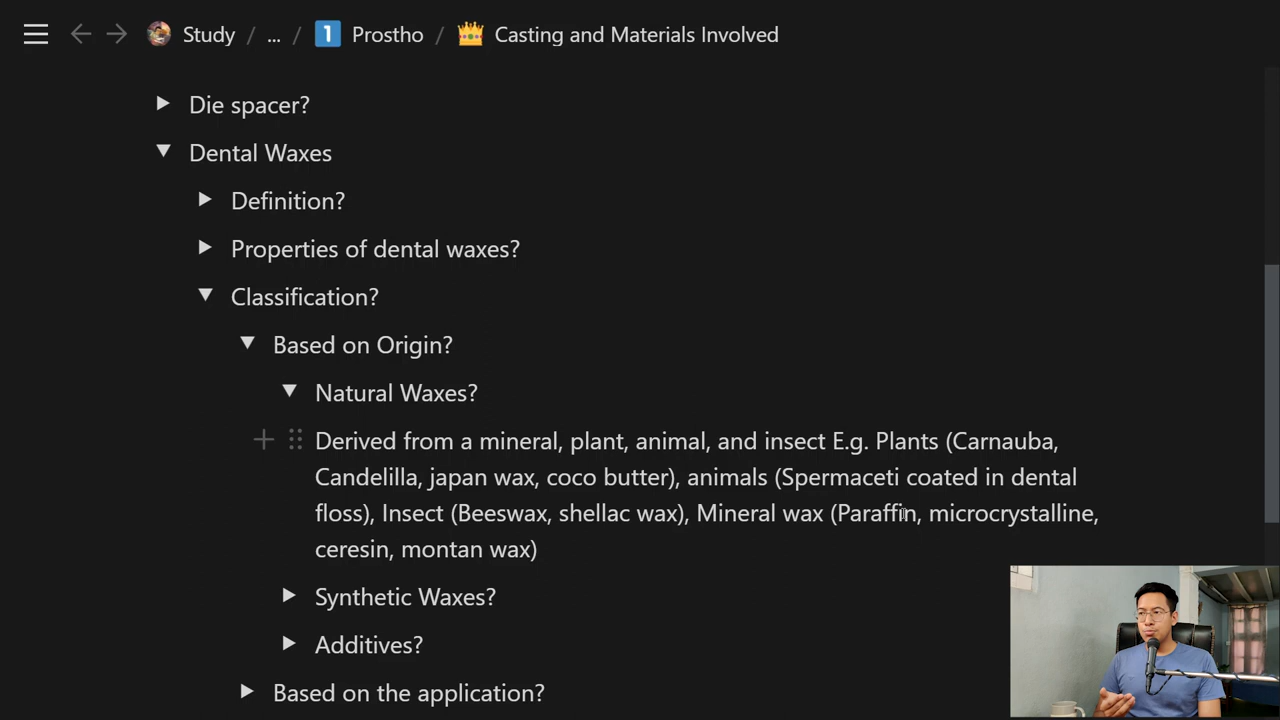 Study / ... / 1 Prostho / Casting and Materials Involved
Die spacer?
Dental Waxes
Definition?
Properties of dental waxes?
Classification?
Based on Origin?
Natural Waxes?
Derived from a mineral, plant, animal, and insect E.g. Plants (Carnauba,
Candelilla, japan wax, coco butter), animals (Spermaceti coated in dental
floss), Insect (Beeswax, shellac wax), Mineral wax (Paraffin, microcrystalline,
ceresin, montan wax)
Synthetic Waxes?
Additives?
Based on the application?